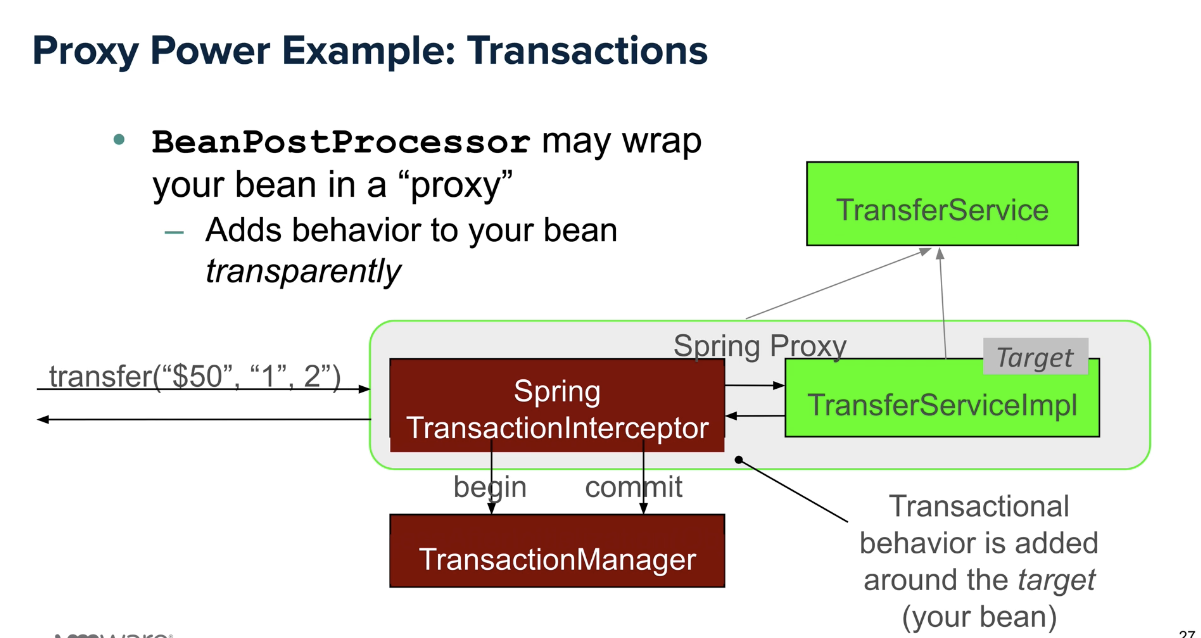 Proxy Power Example: Transactions
• BeanPostProcessor may wrap
your bean in a “proxy”
– Adds behavior to your bean
transparently
TransferService
Spring Proxy
Target
transfer(“$50”, “1”, 2”)
Spring
TransactionInterceptor
TransferServiceImpl
begin
commit
TransactionManager
Transactional
behavior is added
around the target
(your bean)
27